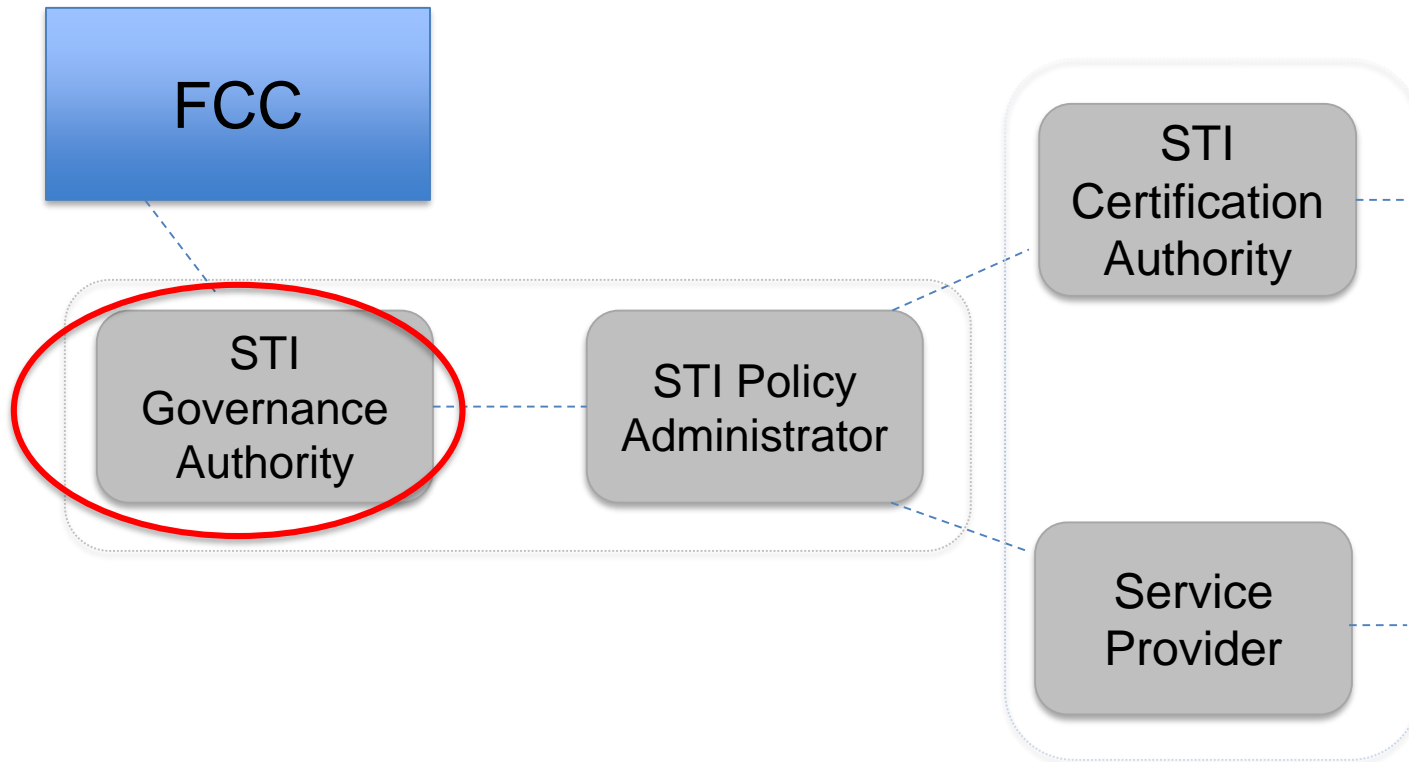 FCC
STI
Certification
Authority
STI
Governance
Authority
STI Policy
Administrator
Service
Provider